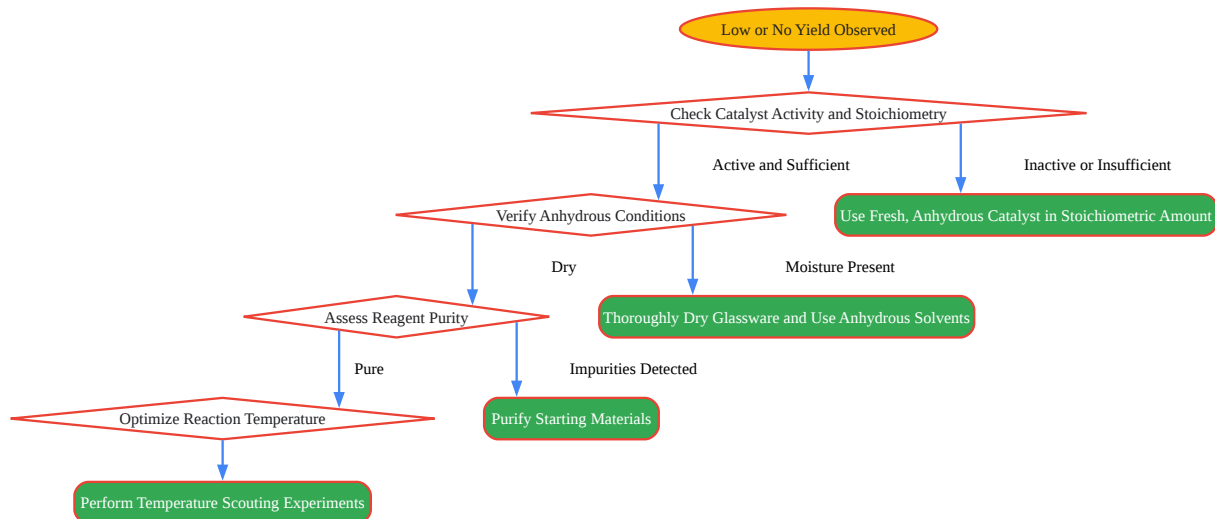 Low or No Yield Observed
Check Catalyst Activity and Stoichiometry
Active and Sufficient
Inactive or Insufficient
Verify Anhydrous Conditions
Use Fresh, Anhydrous Catalyst in Stoichiometric Amount
Dry
Moisture Present
Assess Reagent Purity
Thoroughly Dry Glassware and Use Anhydrous Solvents
Pure
Impurities Detected
Optimize Reaction Temperature
Purify Starting Materials
Perform Temperature Scouting Experiments